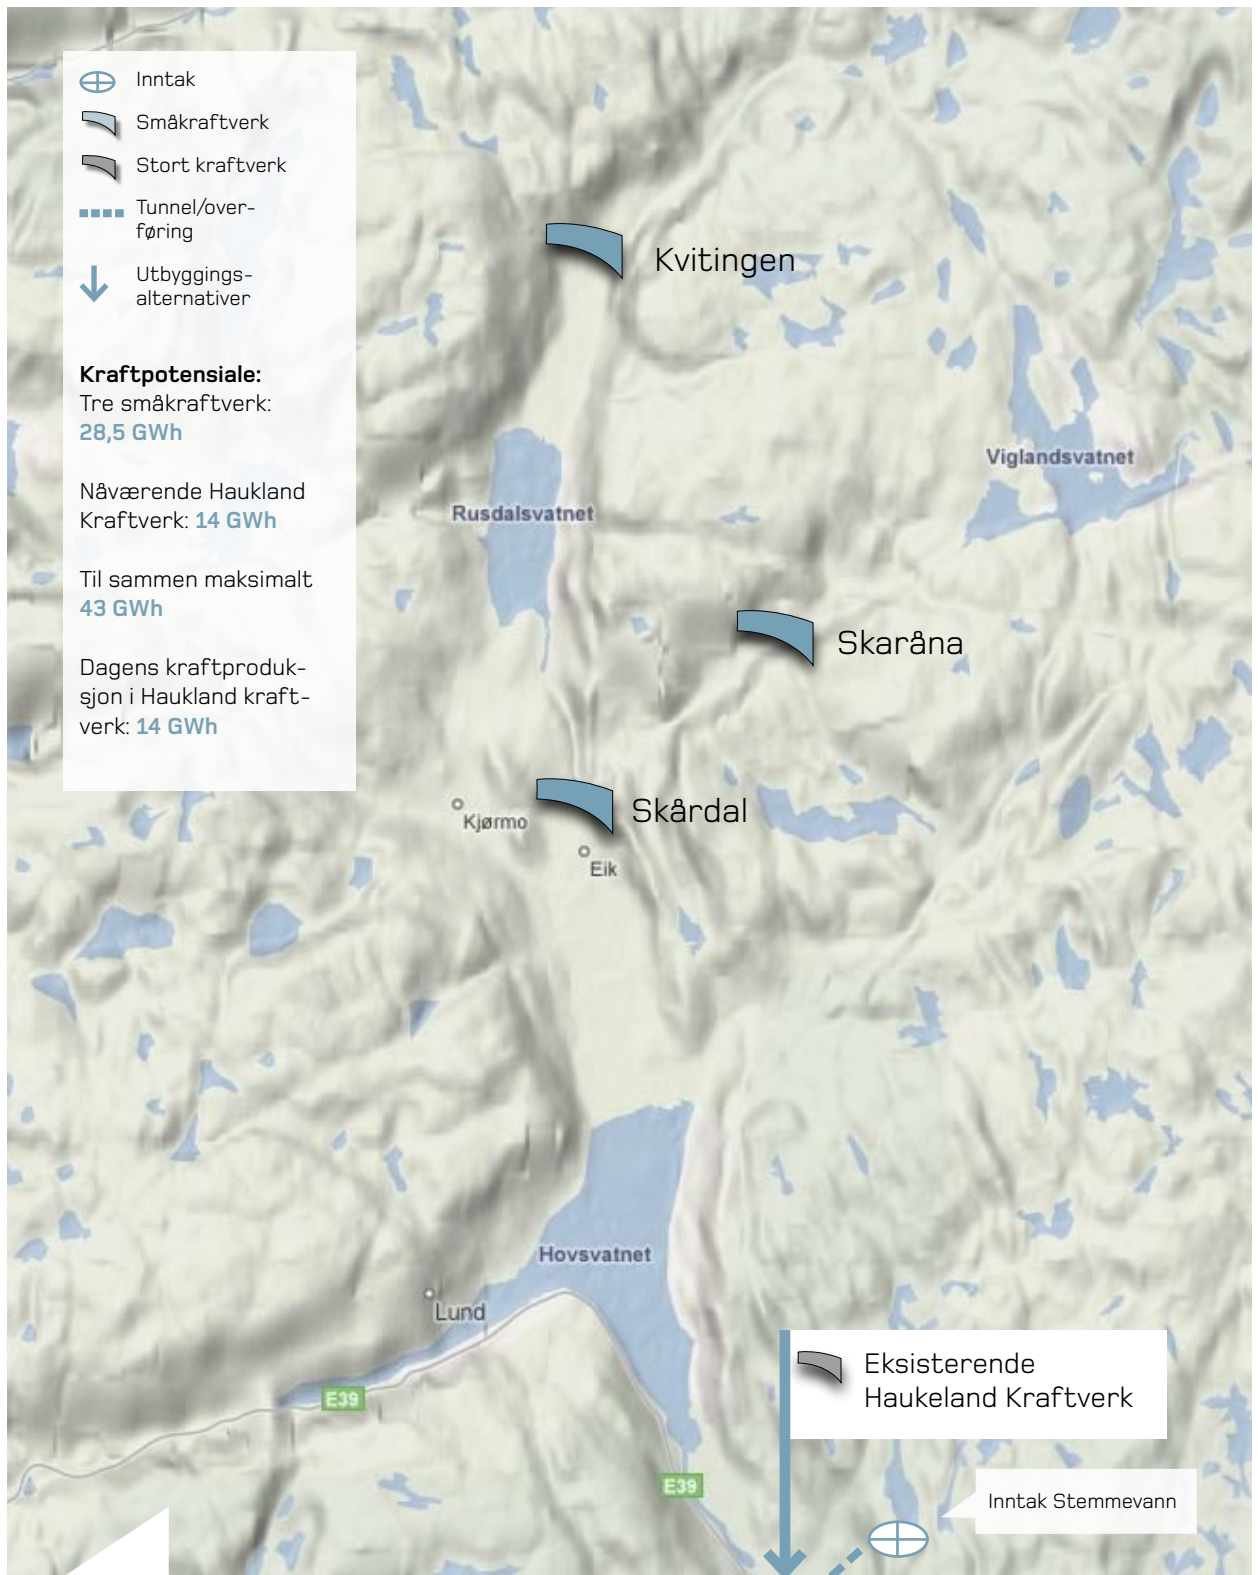 Inntak
Småkraftverk
Stort kraftverk
Tunnel/over-
føring
Utbyggings-
alternativer
Kraftpotensiale:
Tre småkraftverk:
28,5 GWh
Nåværende Haukland
Kraftverk: 14 GWh
Til sammen maksimalt
43 GWh
Dagens kraftproduk-
sjon i Haukland kraft-
verk: 14 GWh
Kvitingen
Viglandsvatnet
Rusdalsvatnet
Skaråna
Skårdal
Kjørmo
Eik
Hovsvatnet
Lund
E39
Eksisterende
Haukeland Kraftverk
E39
Inntak Stemmevann